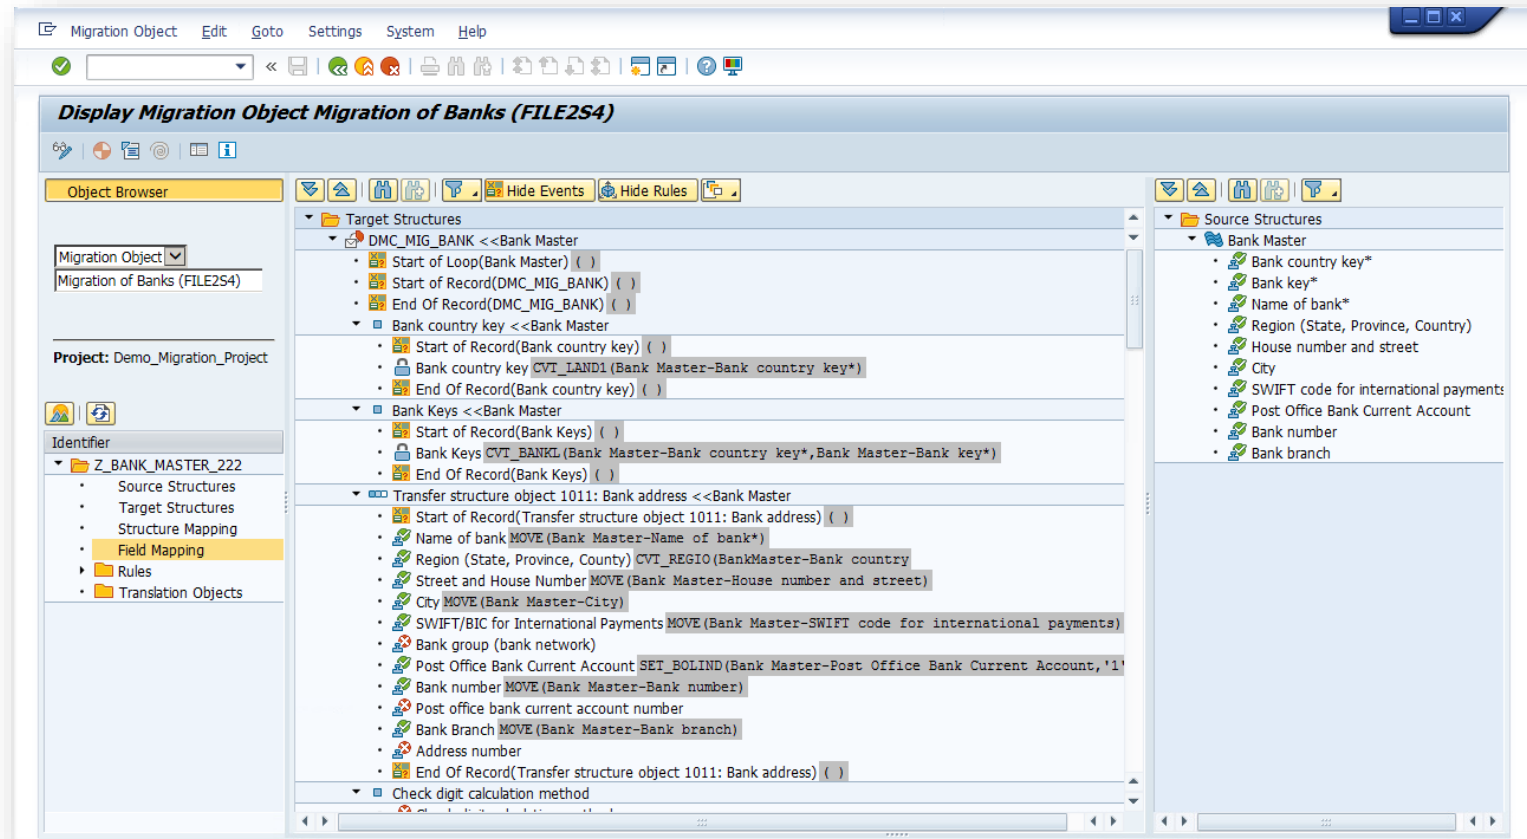 Migration Object Edit Goto Settings System Help
Display Migration Object Migration of Banks (FILE2S4)
Object Browser
Migration Object
Migration of Banks (FILE2S4)
Project: Demo_Migration_Project
Identifier
Z_BANK_MASTER_222
Source Structures
Target Structures
Structure Mapping
Field Mapping
Rules
Translation Objects
Hide Events Hide Rules
Target Structures
DMC_MIG_BANK <<Bank Master
Start of Loop(Bank Master) ( )
Start of Record(DMC_MIG_BANK) ( )
End Of Record(DMC_MIG_BANK) ( )
Bank country key <<Bank Master
Start of Record(Bank country key) ( )
Bank country key CVT_LAND1(Bank Master-Bank country key*)
End Of Record(Bank country key) ( )
Bank Keys <<Bank Master
Start of Record(Bank Keys) ( )
Bank Keys CVT_BANKL(Bank Master-Bank country key*,Bank Master-Bank key*)
End Of Record(Bank Keys) ( )
Transfer structure object 1011: Bank address <<Bank Master
Start of Record(Transfer structure object 1011: Bank address) ( )
Name of bank MOVE(Bank Master-Name of bank*)
Region (State, Province, County) CVT_REGIO(BankMaster-Bank country
Street and House Number MOVE(Bank Master-House number and street)
City MOVE(Bank Master-City)
SWIFT/BIC for International Payments MOVE(Bank Master-SWIFT code for international payments)
Bank group (bank network)
Post Office Bank Current Account SET_BOLIND(Bank Master-Post Office Bank Current Account,'1'
Bank number MOVE(Bank Master-Bank number)
Post office bank current account number
Bank Branch MOVE(Bank Master-Bank branch)
Address number
End Of Record(Transfer structure object 1011: Bank address) ( )
Check digit calculation method
Source Structures
Bank Master
Bank country key*
Bank key*
Name of bank*
Region (State, Province, Country)
House number and street
City
SWIFT code for international payments
Post Office Bank Current Account
Bank number
Bank branch